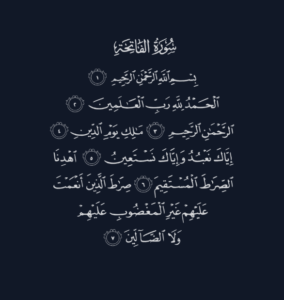 سُورَةُ الفَاتِحَةِ
بِسْمِ ٱللَّهِ ٱلرَّحْمَٰنِ ٱلرَّحِيمِ ١
ٱلْحَمْدُ لِلَّهِ رَبِّ ٱلْعَـٰلَمِينَ ٢
ٱلرَّحْمَٰنِ ٱلرَّحِيمِ ٣ مَـٰلِكِ يَوْمِ ٱلدِّينِ ٤
إِيَّاكَ نَعْبُدُ وَإِيَّاكَ نَسْتَعِينُ ٥ ٱهْدِنَا
ٱلصِّرَٰطَ ٱلْمُسْتَقِيمَ ٦ صِرَٰطَ ٱلَّذِينَ أَنْعَمْتَ
عَلَيْهِمْ غَيْرِ ٱلْمَغْضُوبِ عَلَيْهِمْ
وَلَا ٱلضَّآلِّينَ ٧